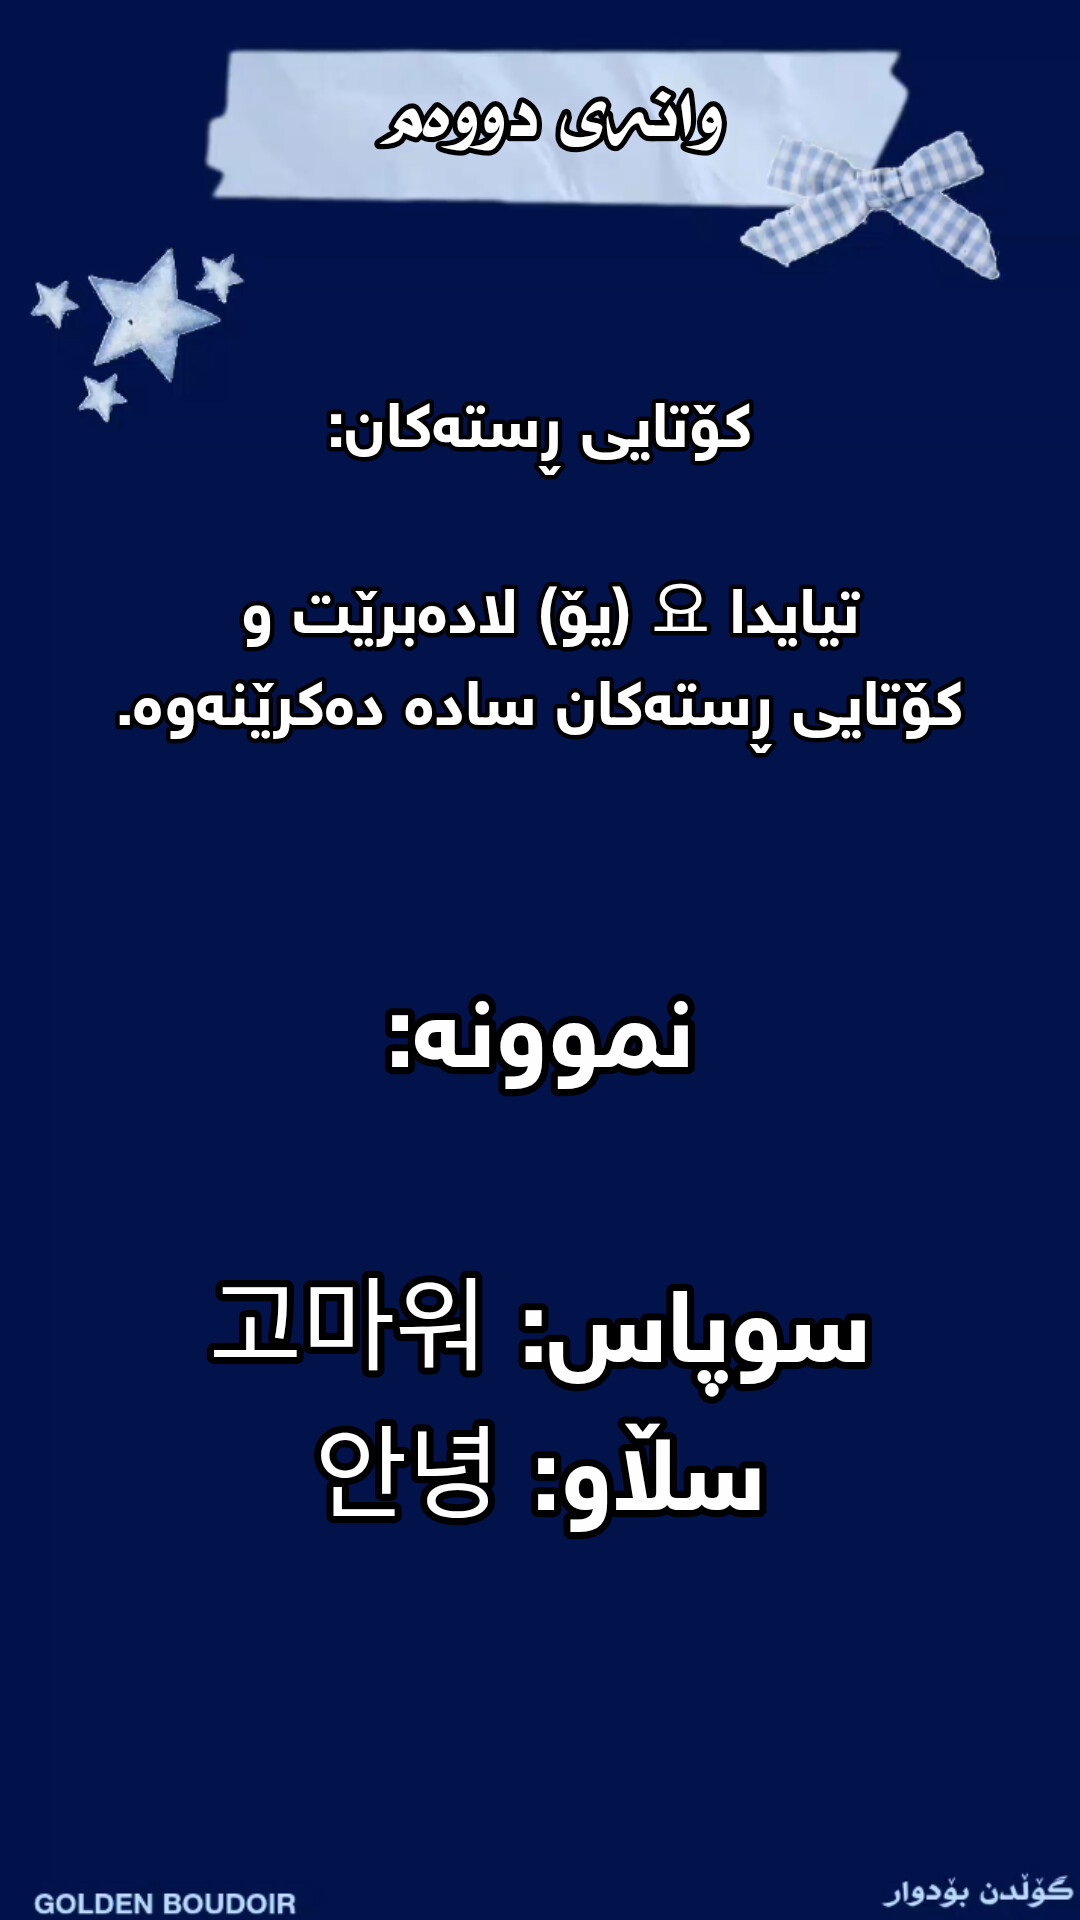 وانەی دووەم
کۆتایی ڕستەکان:
تیایدا 요 (یۆ) لادەبرێت و
کۆتایی ڕستەکان سادە دەکرێنەوە.
نموونە:
سوپاس: 고마워
سڵاو: 안녕
GOLDEN BOUDOIR
گۆڵدن بۆدوار